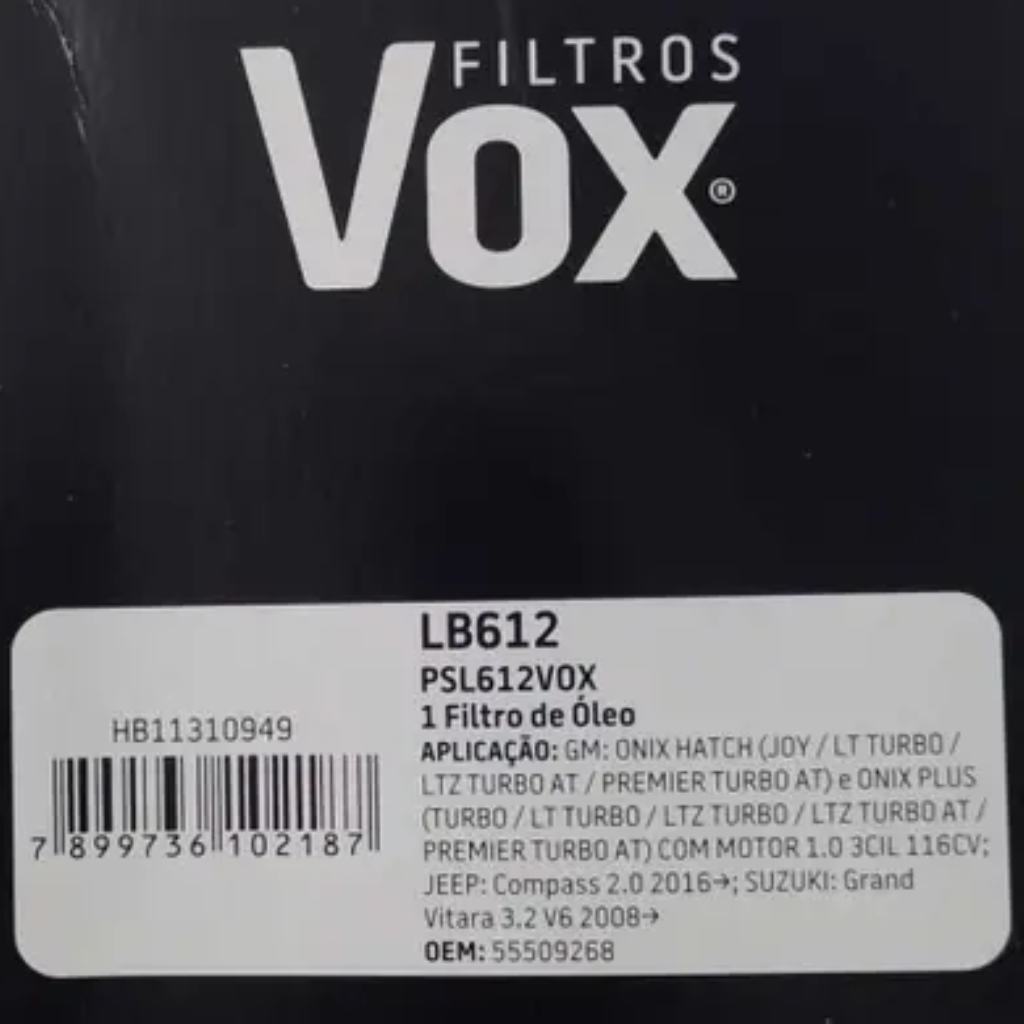 FILTROS
Vox®
LB612
PSL612VOX
1 Filtro de Óleo
HB11310949
7 899736 102187
APLICAÇÃO: GM: ONIX HATCH (JOY / LT TURBO /
LTZ TURBO AT / PREMIER TURBO AT) e ONIX PLUS
(TURBO / LT TURBO / LTZ TURBO / LTZ TURBO AT /
PREMIER TURBO AT) COM MOTOR 1.0 3CIL 116CV;
JEEP: Compass 2.0 2016→; SUZUKI: Grand
Vitara 3.2 V6 2008→
OEM: 55509268